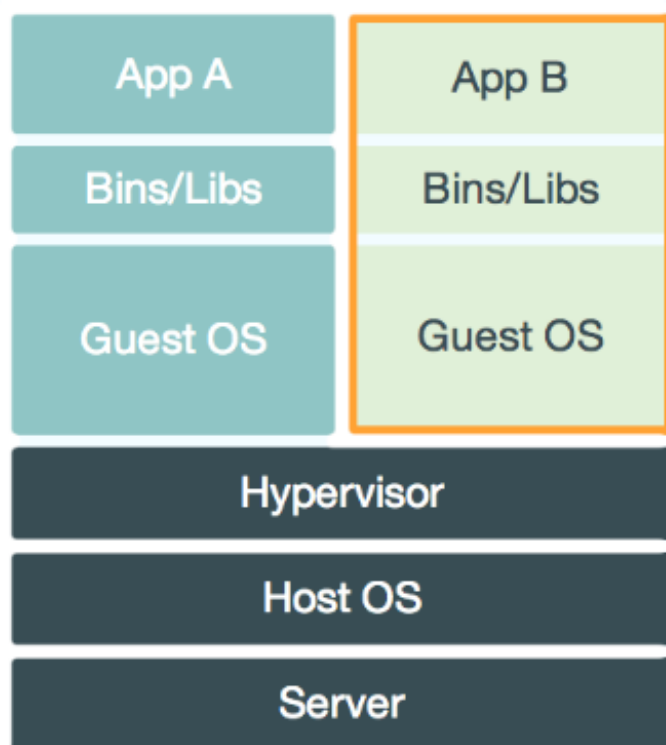 App A
Bins/Libs
Guest OS
App B
Bins/Libs
Guest OS
Hypervisor
Host OS
Server